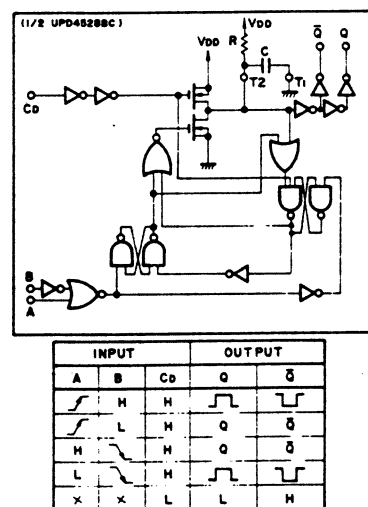 (1/2 UPD4528BC)
VDD
R
C
VDD
T2
T1
Q̄
Q
CD
B
A
INPUT OUTPUT
A B CD Q Q̄
H H
L H Q Q̄
H H Q Q̄
L H
× × L L H